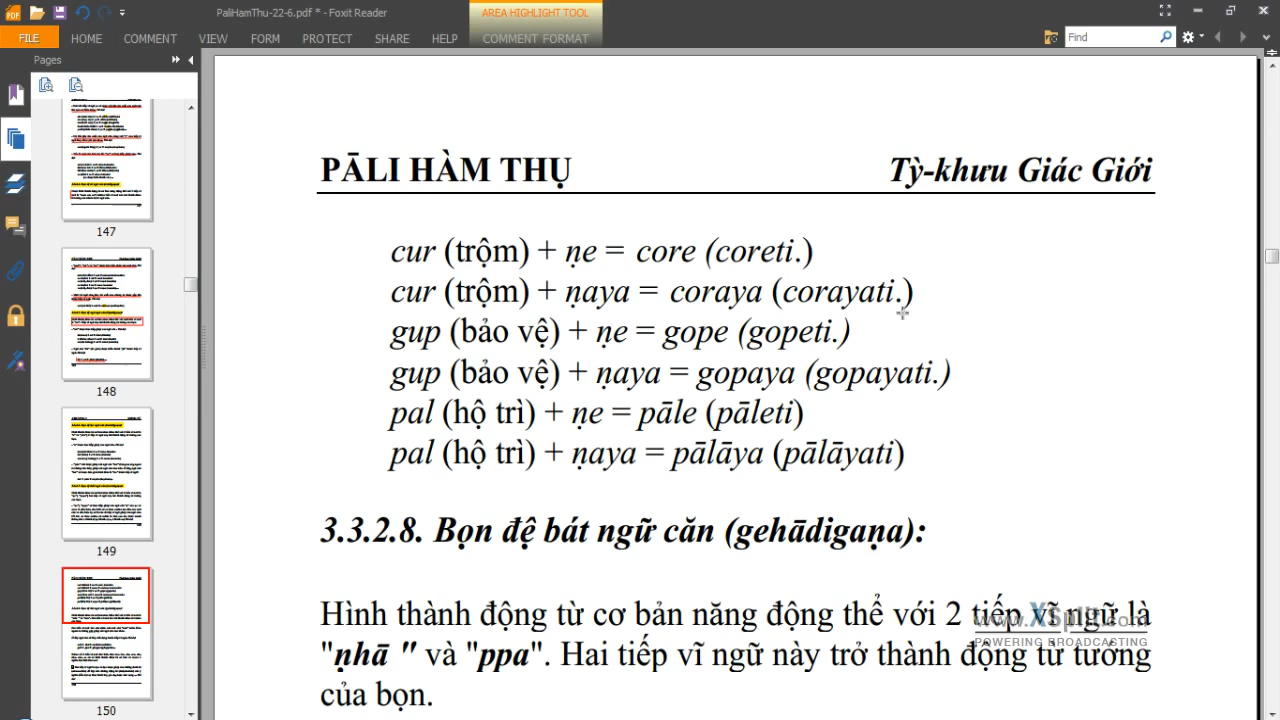 PaliHamThu-22-6.pdf * - Foxit Reader
AREA HIGHLIGHT TOOL
FILE HOME COMMENT VIEW FORM PROTECT SHARE HELP COMMENT FORMAT
Find
Pages
147
148
149
150
PĀLI HÀM THỤ Tỳ-khưu Giác Giới
cur (trộm) + ṇe = core (coreti.)
cur (trộm) + ṇaya = coraya (corayati.)
gup (bảo vệ) + ṇe = gope (gopeti.)
gup (bảo vệ) + ṇaya = gopaya (gopayati.)
pal (hộ trì) + ṇe = pāle (pāleti)
pal (hộ trì) + ṇaya = pālāya (pālāyati)
3.3.2.8. Bọn đệ bát ngữ căn (gehādigaṇa):
Hình thành động từ cơ bản năng động thể với 2 tiếp vĩ ngữ là
"ṇhā " và "ppa". Hai tiếp vĩ ngữ này trở thành động từ tướng
của bọn.
www.XSplit.com
POWERING BROADCASTING